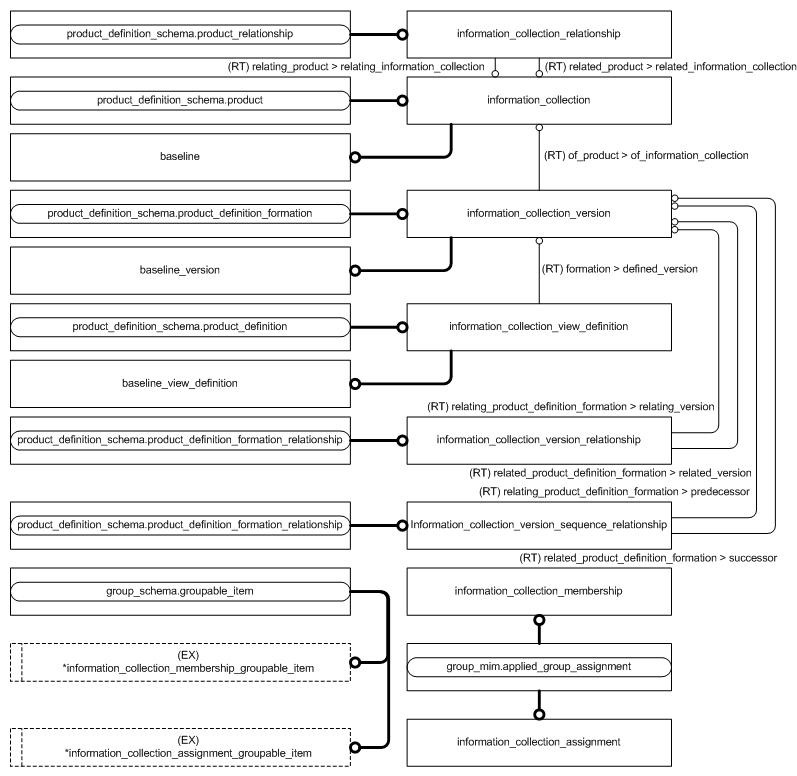 product_definition_schema.product_relationship
information_collection_relationship
(RT) relating_product > relating_information_collection
(RT) related_product > related_information_collection
product_definition_schema.product
information_collection
baseline
(RT) of_product > of_information_collection
product_definition_schema.product_definition_formation
information_collection_version
baseline_version
(RT) formation > defined_version
product_definition_schema.product_definition
information_collection_view_definition
baseline_view_definition
(RT) relating_product_definition_formation > relating_version
product_definition_schema.product_definition_formation_relationship
information_collection_version_relationship
(RT) related_product_definition_formation > related_version
(RT) relating_product_definition_formation > predecessor
product_definition_schema.product_definition_formation_relationship
Information_collection_version_sequence_relationship
(RT) related_product_definition_formation > successor
group_schema.groupable_item
information_collection_membership
(EX)
*information_collection_membership_groupable_item
group_mim.applied_group_assignment
(EX)
*information_collection_assignment_groupable_item
information_collection_assignment